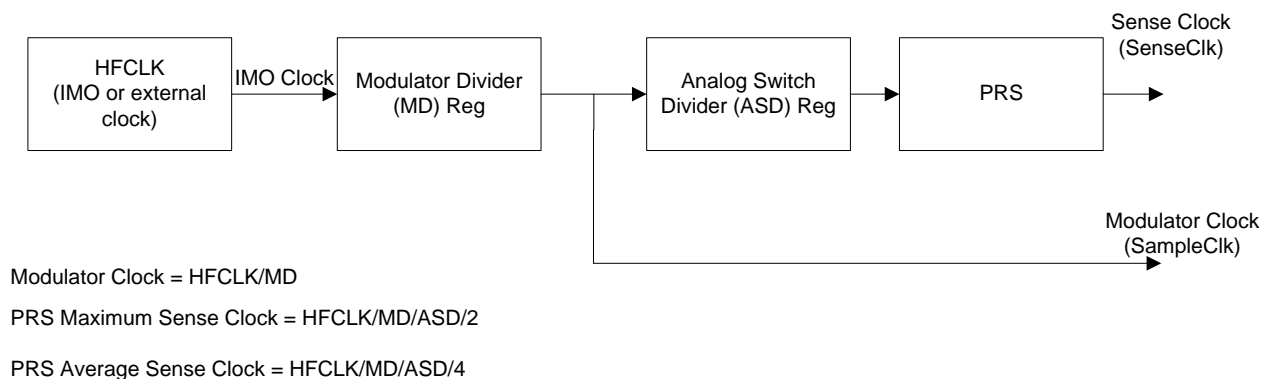 HFCLK
(IMO or external
clock)
IMO Clock
Modulator Divider
(MD) Reg
Analog Switch
Divider (ASD) Reg
PRS
Sense Clock
(SenseClk)
Modulator Clock
(SampleClk)
Modulator Clock = HFCLK/MD
PRS Maximum Sense Clock = HFCLK/MD/ASD/2
PRS Average Sense Clock = HFCLK/MD/ASD/4